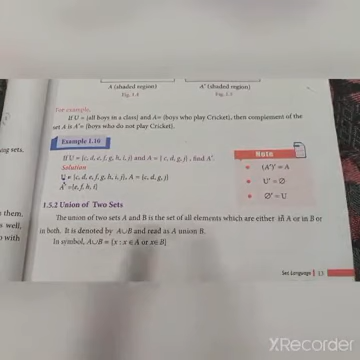 A (shaded region)
A' (shaded region)
Fig. 1.4
For example,
If U = {all boys in a class} and A= {boys who play Cricket}, then complement of the
set A is A'= {boys who do not play Cricket}.
Example 1.10
If U = {c, d, e, f, g, h, i, j} and A = { c, d, g, j} , find A'.
Solution
U = {c, d, e, f, g, h, i, j}, A = {c, d, g, j}
A' ={e, f, h, i}
Note
(A')' = A
U' = ∅
∅' = U
1.5.2 Union of Two Sets
The union of two sets A and B is the set of all elements which are either in A or in B or
in both. It is denoted by A∪B and read as A union B.
In symbol, A∪B = {x : x ∈ A or x∈ B}
ing sets.
them.
well,
with
Set Language
13
XRecorder